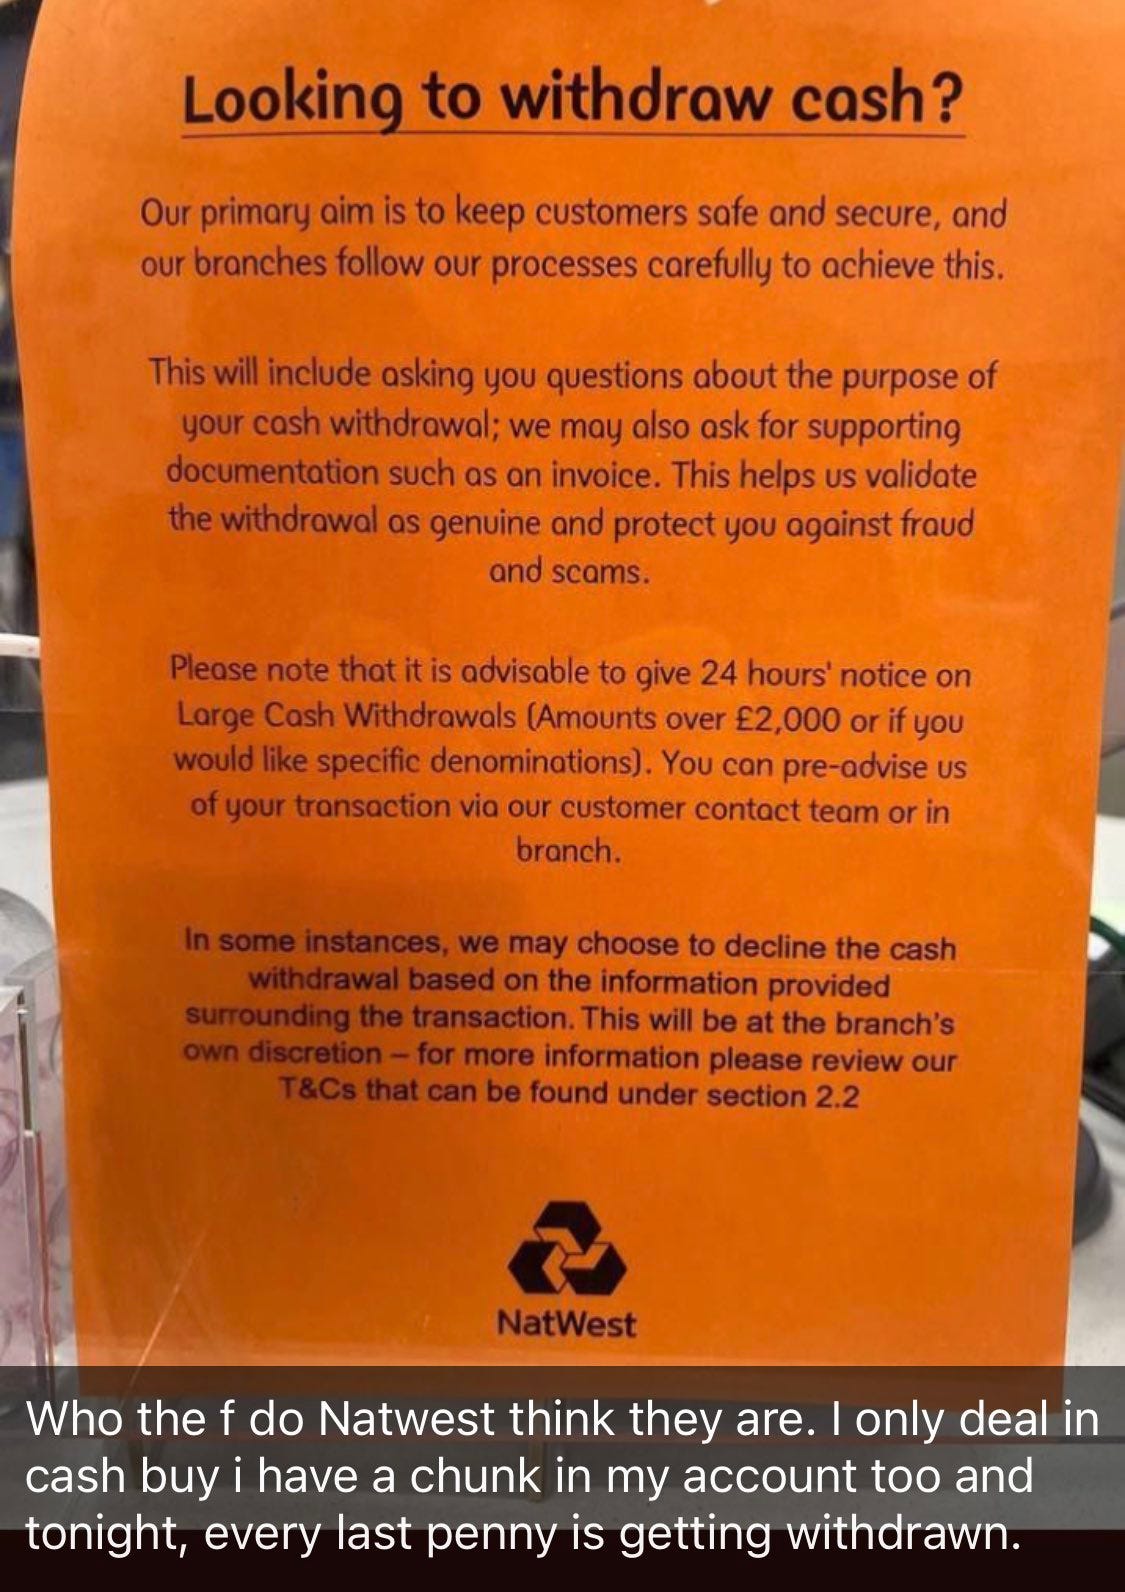 Looking to withdraw cash?
Our primary aim is to keep customers safe and secure, and
our branches follow our processes carefully to achieve this.
This will include asking you questions about the purpose of
your cash withdrawal; we may also ask for supporting
documentation such as an invoice. This helps us validate
the withdrawal as genuine and protect you against fraud
and scams.
Please note that it is advisable to give 24 hours' notice on
Large Cash Withdrawals (Amounts over £2,000 or if you
would like specific denominations). You can pre-advise us
of your transaction via our customer contact team or in
branch.
In some instances, we may choose to decline the cash
withdrawal based on the information provided
surrounding the transaction. This will be at the branch's
own discretion – for more information please review our
T&Cs that can be found under section 2.2
NatWest
Who the f do Natwest think they are. I only deal in
cash buy i have a chunk in my account too and
tonight, every last penny is getting withdrawn.